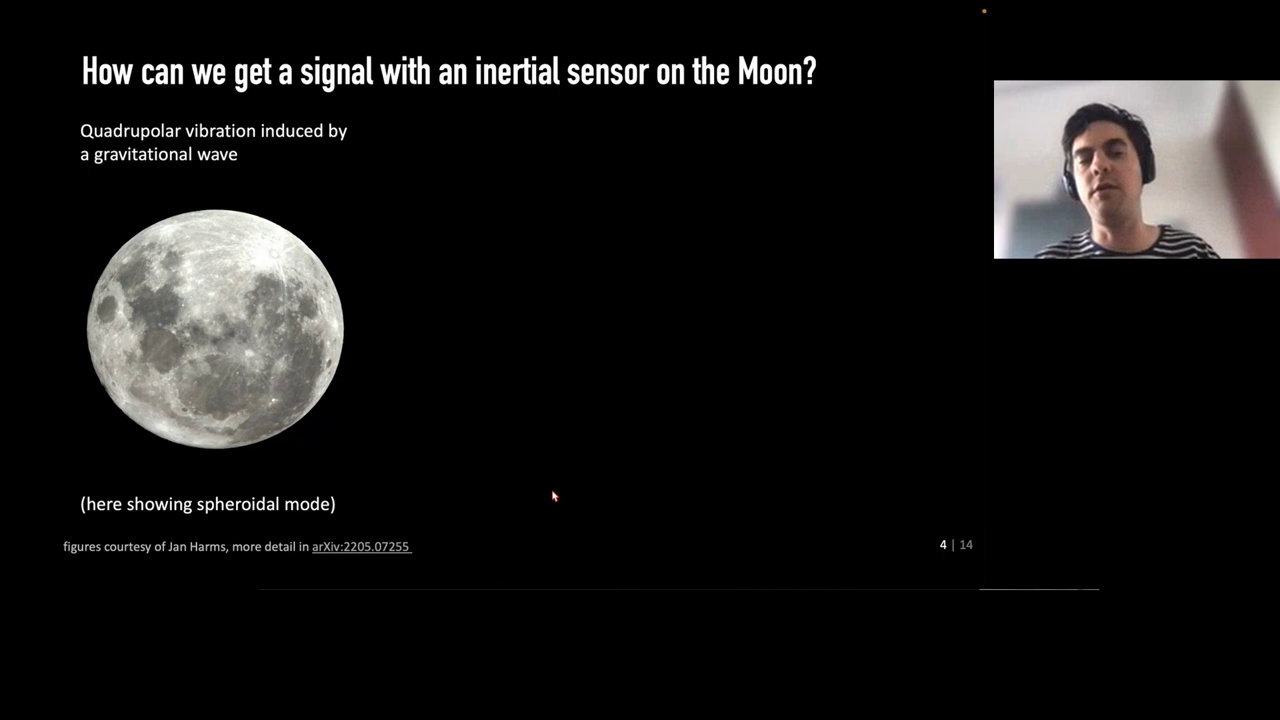 How can we get a signal with an inertial sensor on the Moon?
Quadrupolar vibration induced by
a gravitational wave
(here showing spheroidal mode)
figures courtesy of Jan Harms, more detail in arXiv:2205.07255
4 | 14